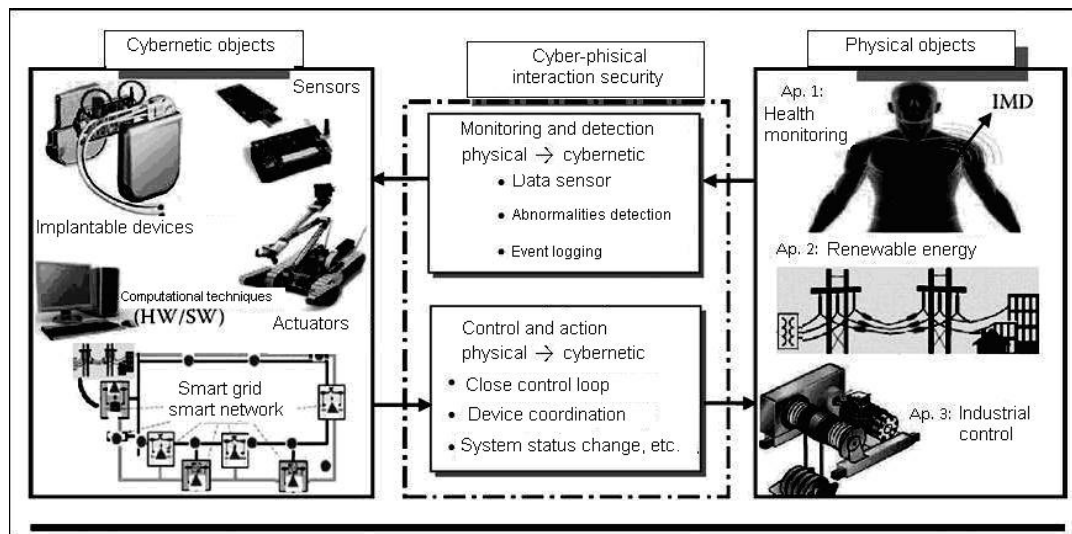 Cybernetic objects
Sensors
Implantable devices
Computational techniques
(HW/SW)
Actuators
Smart grid
smart network
Cyber-phisical
interaction security
Monitoring and detection
physical → cybernetic
• Data sensor
• Abnormalities detection
• Event logging
Control and action
physical → cybernetic
• Close control loop
• Device coordination
• System status change, etc.
Physical objects
Ap. 1:
Health
monitoring
IMD
Ap. 2: Renewable energy
Ap. 3: Industrial
control